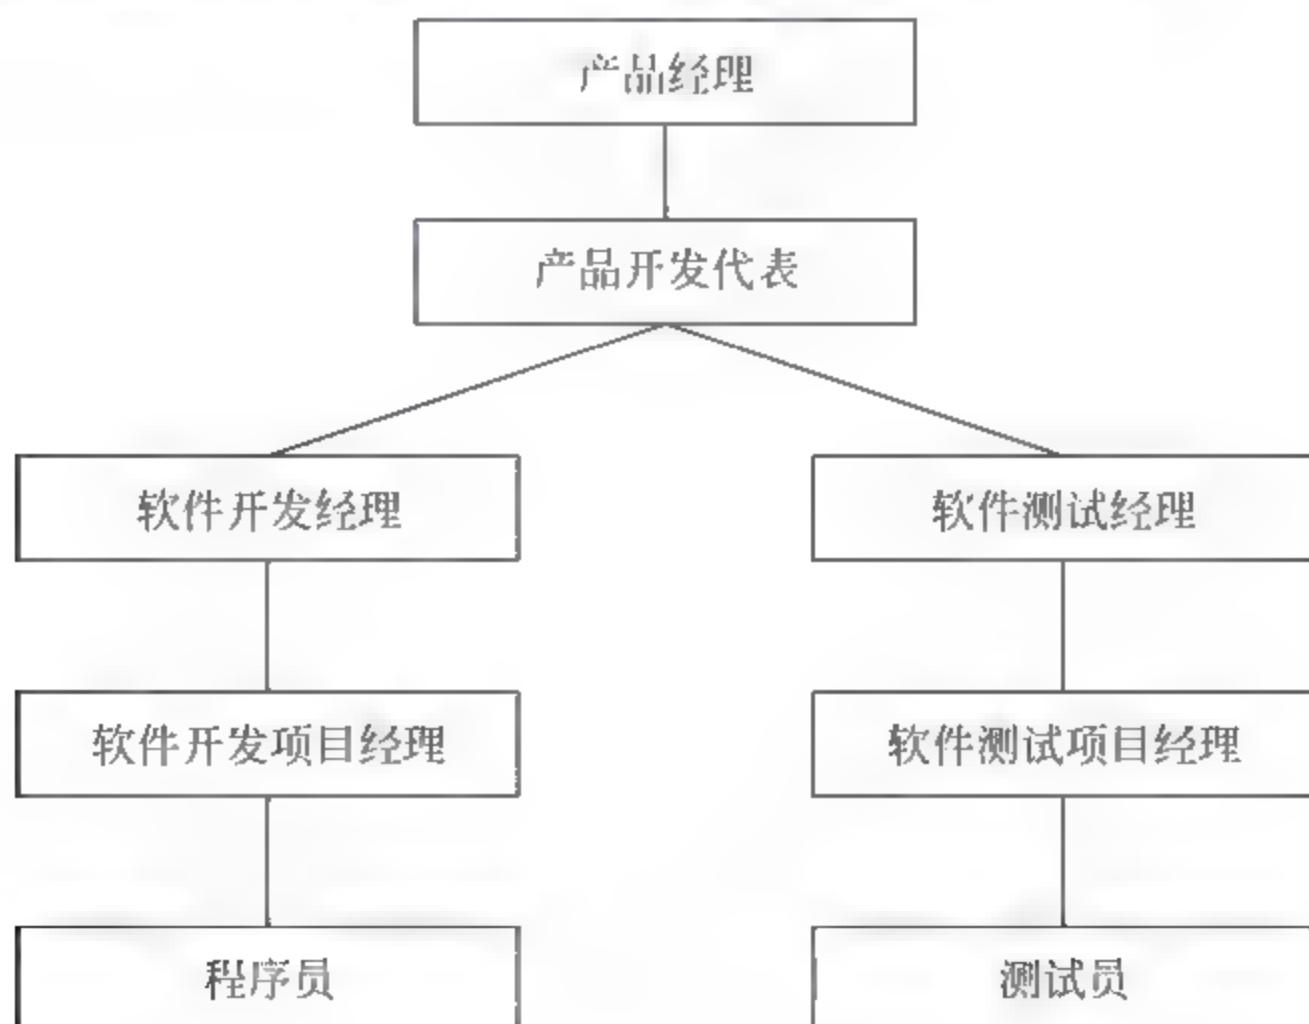 产品经理
产品开发代表
软件开发经理
软件测试经理
软件开发项目经理
软件测试项目经理
程序员
测试员